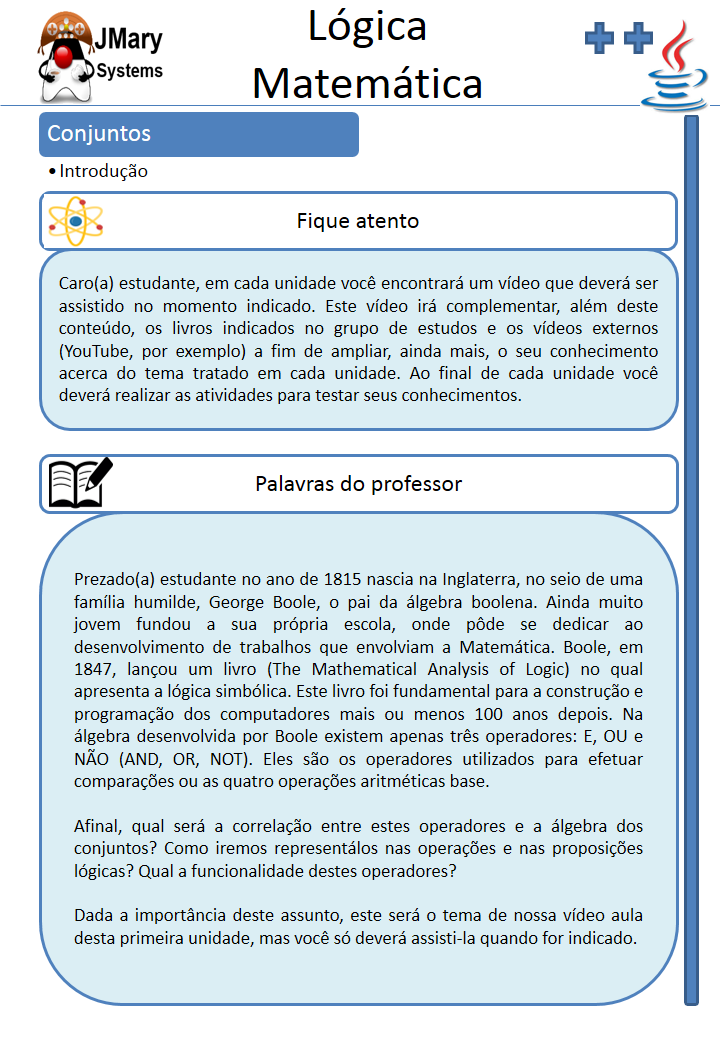 JMary
Systems
Lógica
Matemática
Conjuntos
•Introdução
Fique atento
Caro(a) estudante, em cada unidade você encontrará um vídeo que deverá ser
assistido no momento indicado. Este vídeo irá complementar, além deste
conteúdo, os livros indicados no grupo de estudos e os vídeos externos
(YouTube, por exemplo) a fim de ampliar, ainda mais, o seu conhecimento
acerca do tema tratado em cada unidade. Ao final de cada unidade você
deverá realizar as atividades para testar seus conhecimentos.
Palavras do professor
Prezado(a) estudante no ano de 1815 nascia na Inglaterra, no seio de uma
família humilde, George Boole, o pai da álgebra boolena. Ainda muito
jovem fundou a sua própria escola, onde pôde se dedicar ao
desenvolvimento de trabalhos que envolviam a Matemática. Boole, em
1847, lançou um livro (The Mathematical Analysis of Logic) no qual
apresenta a lógica simbólica. Este livro foi fundamental para a construção e
programação dos computadores mais ou menos 100 anos depois. Na
álgebra desenvolvida por Boole existem apenas três operadores: E, OU e
NÃO (AND, OR, NOT). Eles são os operadores utilizados para efetuar
comparações ou as quatro operações aritméticas base.
Afinal, qual será a correlação entre estes operadores e a álgebra dos
conjuntos? Como iremos representálos nas operações e nas proposições
lógicas? Qual a funcionalidade destes operadores?
Dada a importância deste assunto, este será o tema de nossa vídeo aula
desta primeira unidade, mas você só deverá assisti-la quando for indicado.